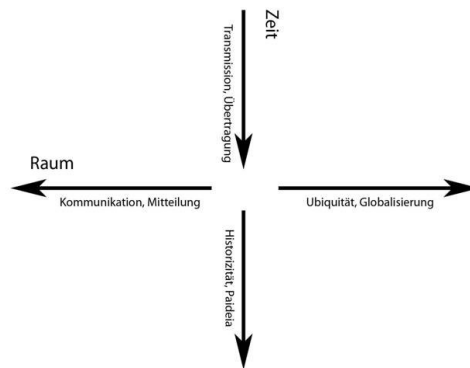 Zeit
Transmission, Übertragung
Raum
Kommunikation, Mitteilung
Ubiquität, Globalisierung
Historizität, Paideia